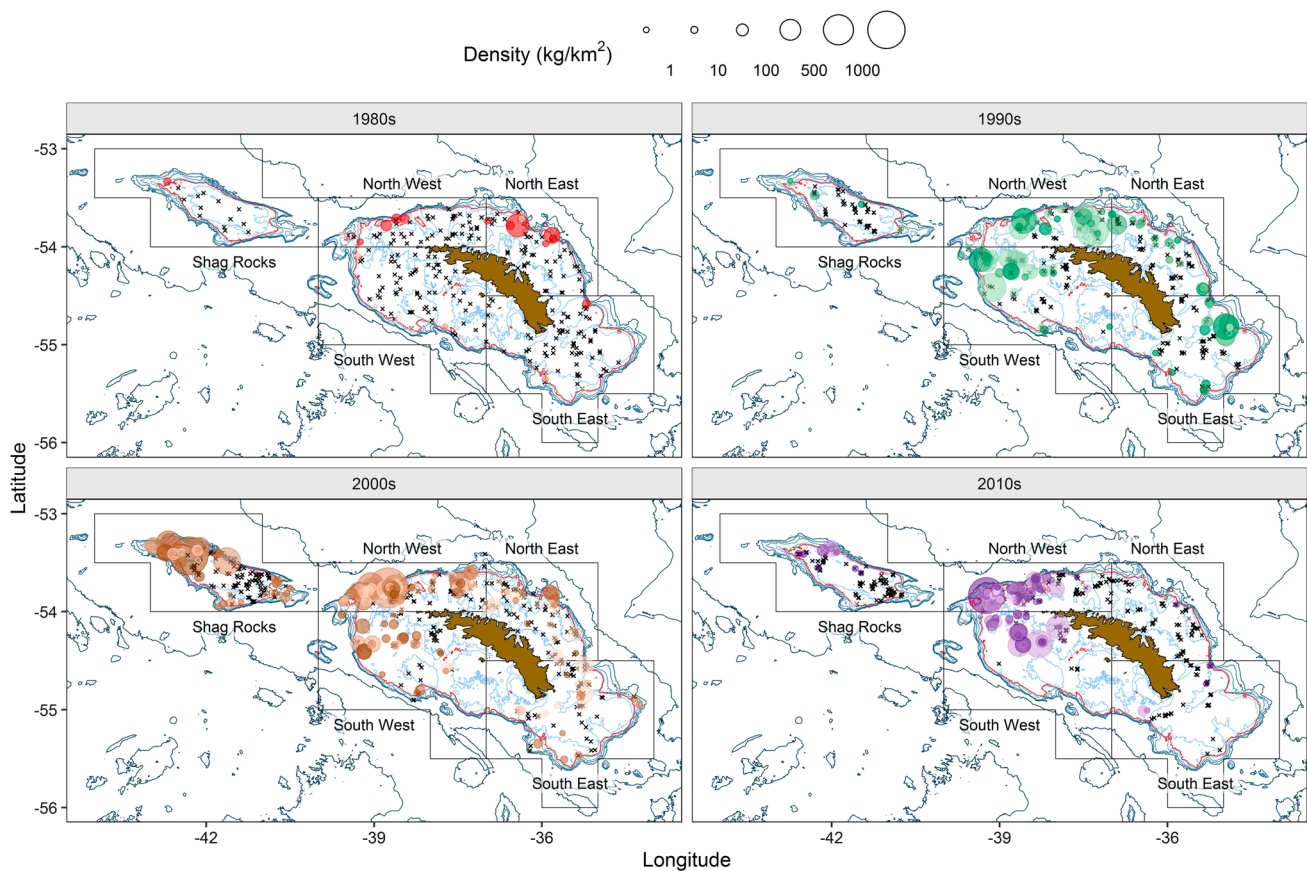 Density (kg/km²)
1 10 100 500 1000
1980s 1990s
-53
-54
-55
-56
North West North East
Shag Rocks
South West
South East
North West North East
Shag Rocks
South West
South East
Latitude
2000s 2010s
-53
-54
-55
-56
North West North East
Shag Rocks
South West
South East
North West North East
Shag Rocks
South West
South East
-42 -39 -36 -42 -39 -36
Longitude